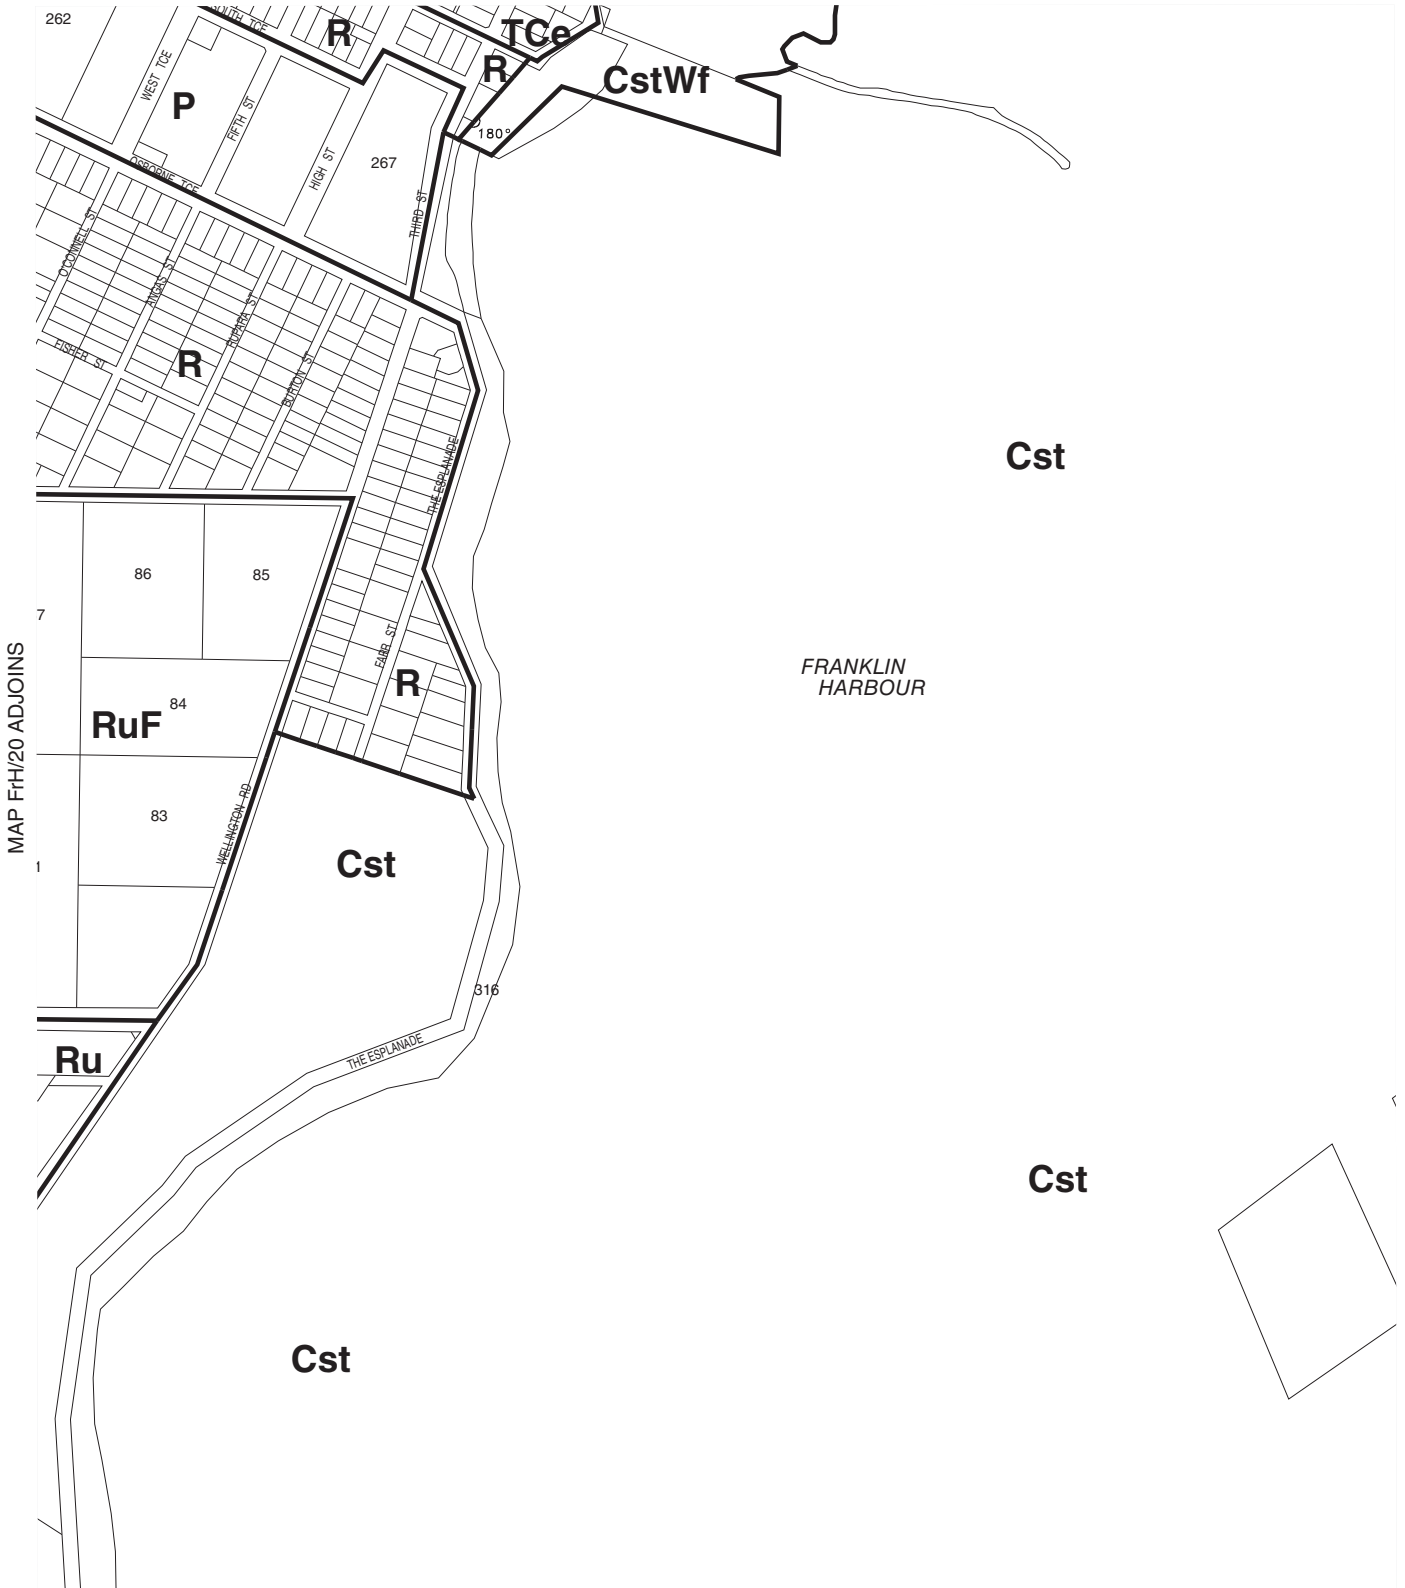 262
SOUTH TCE
R
TCe
R
CstWf
WEST TCE
P
FIFTH ST
180°
HIGH ST
267
OSBORNE TCE
THIRD ST
O'CONNELL ST
ANGAS ST
RUPARA ST
FISHER ST
R
BURTON ST
THE ESPLANADE
Cst
86
85
7
FARR ST
R
FRANKLIN
HARBOUR
84
RuF
MAP FrH/20 ADJOINS
83
WELLINGTON RD
1
Cst
316
THE ESPLANADE
Ru
Cst
Cst